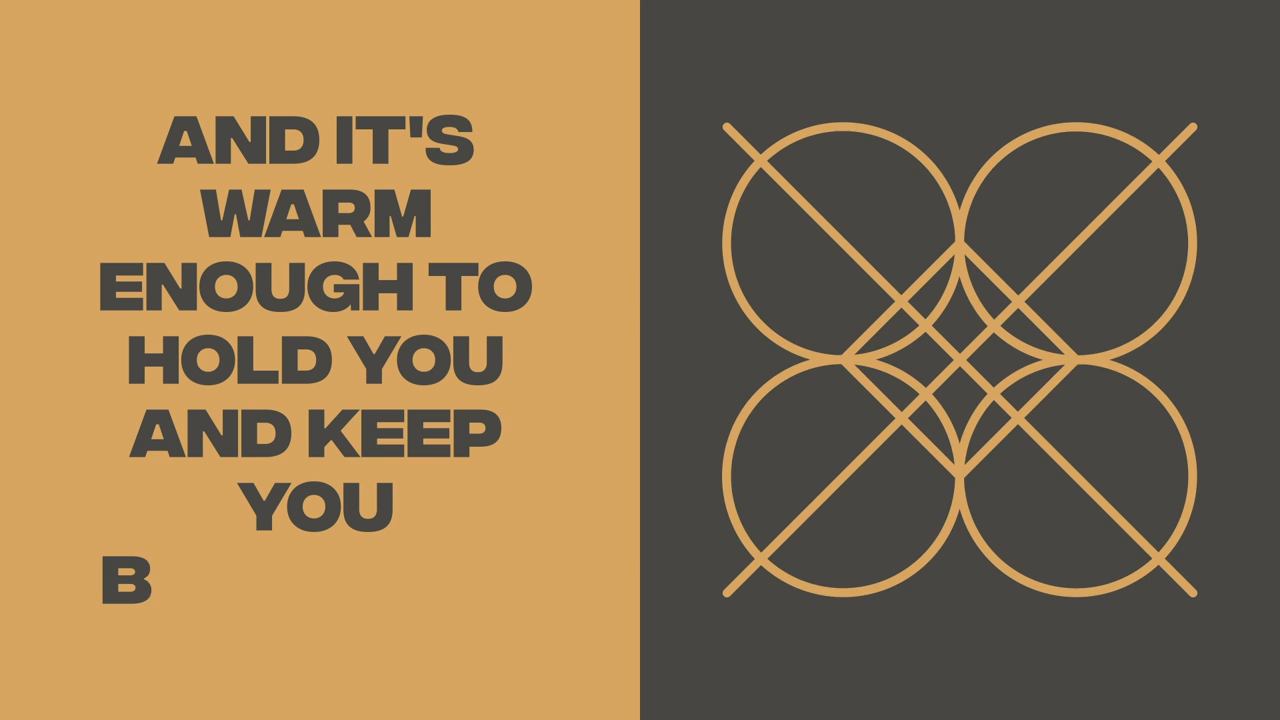 AND IT'S
WARM
ENOUGH TO
HOLD YOU
AND KEEP
YOU
B